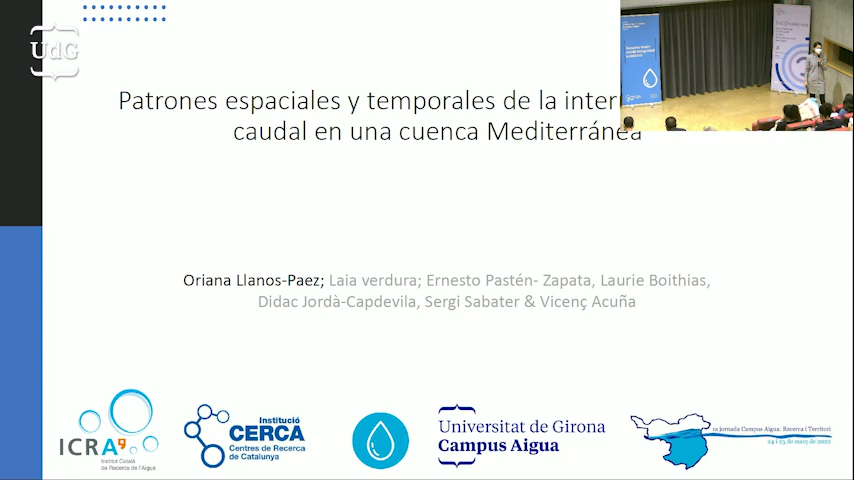 UdG
Patrones espaciales y temporales de la inter
caudal en una cuenca Mediterránea
Oriana Llanos-Paez; Laia verdura; Ernesto Pastén- Zapata, Laurie Boithias,
Didac Jordà-Capdevila, Sergi Sabater & Vicenç Acuña
ICRA
Institut Català
de Recerca de l'Aigua
Institució
CERCA
Centres de Recerca
de Catalunya
Universitat de Girona
Campus Aigua
1a Jornada Campus Aigua: Recerca i Territori
24 i 25 de març de 2022